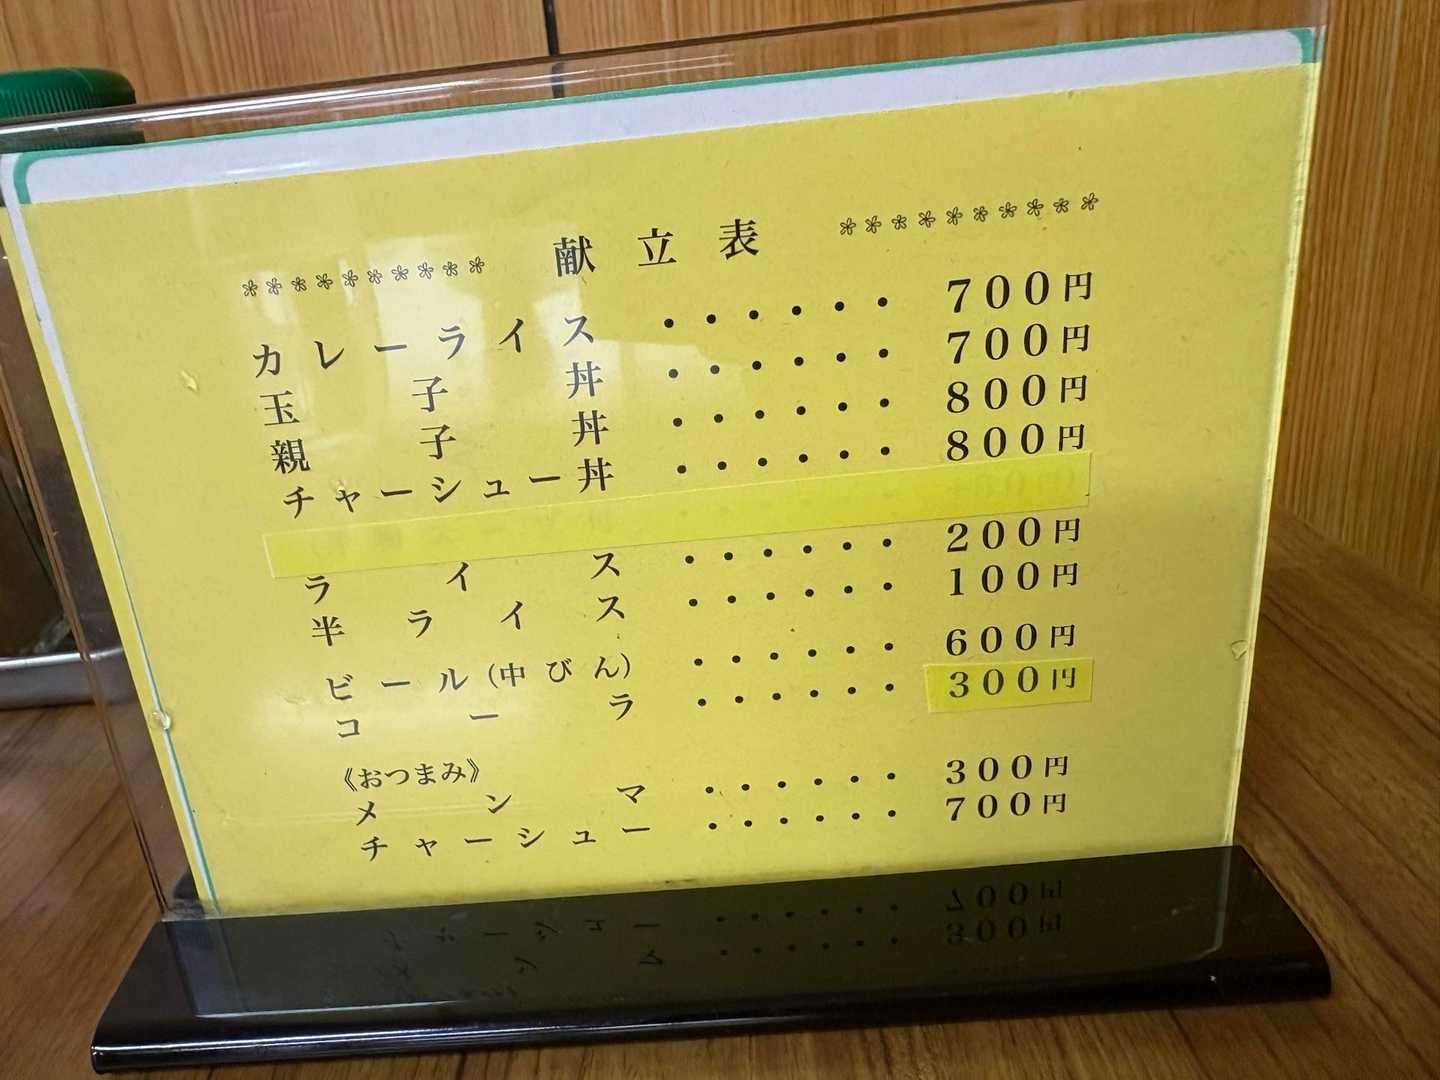 ＊＊＊＊＊＊＊＊＊＊ 献立表 ＊＊＊＊＊＊＊＊＊＊
カレーライス ・・・・・・ 700円
玉子丼 ・・・・・・ 700円
親子丼 ・・・・・・ 800円
チャーシュー丼 ・・・・・・ 800円
ライス ・・・・・・ 200円
半ライス ・・・・・・ 100円
ビール(中びん) ・・・・・・ 600円
コーラ ・・・・・・ 300円
《おつまみ》
メンマ ・・・・・・ 300円
チャーシュー ・・・・・・ 700円